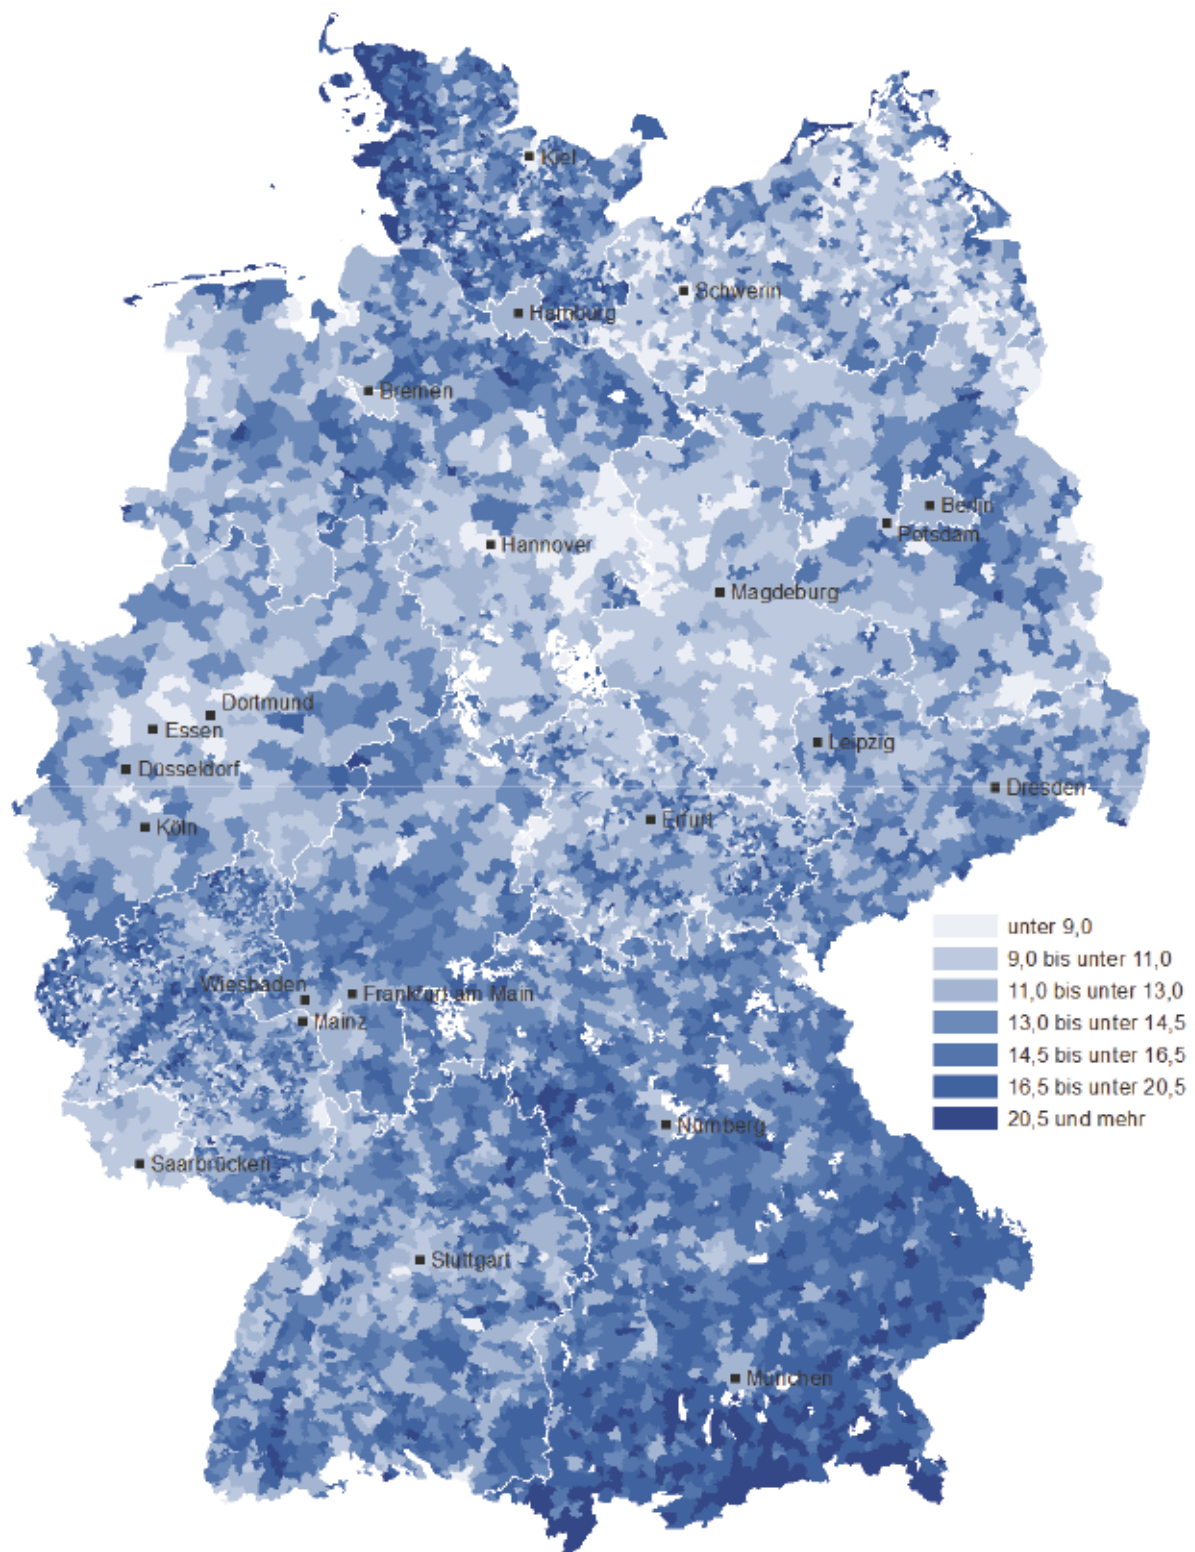 Kiel
Schwerin
Hamburg
Bremen
Berlin
Potsdam
Hannover
Magdeburg
Dortmund
Essen
Leipzig
Düsseldorf
Dresden
Köln
Erfurt
unter 9,0
9,0 bis unter 11,0
11,0 bis unter 13,0
13,0 bis unter 14,5
14,5 bis unter 16,5
16,5 bis unter 20,5
20,5 und mehr
Wiesbaden
Frankfurt am Main
Mainz
Nürnberg
Saarbrücken
Stuttgart
München